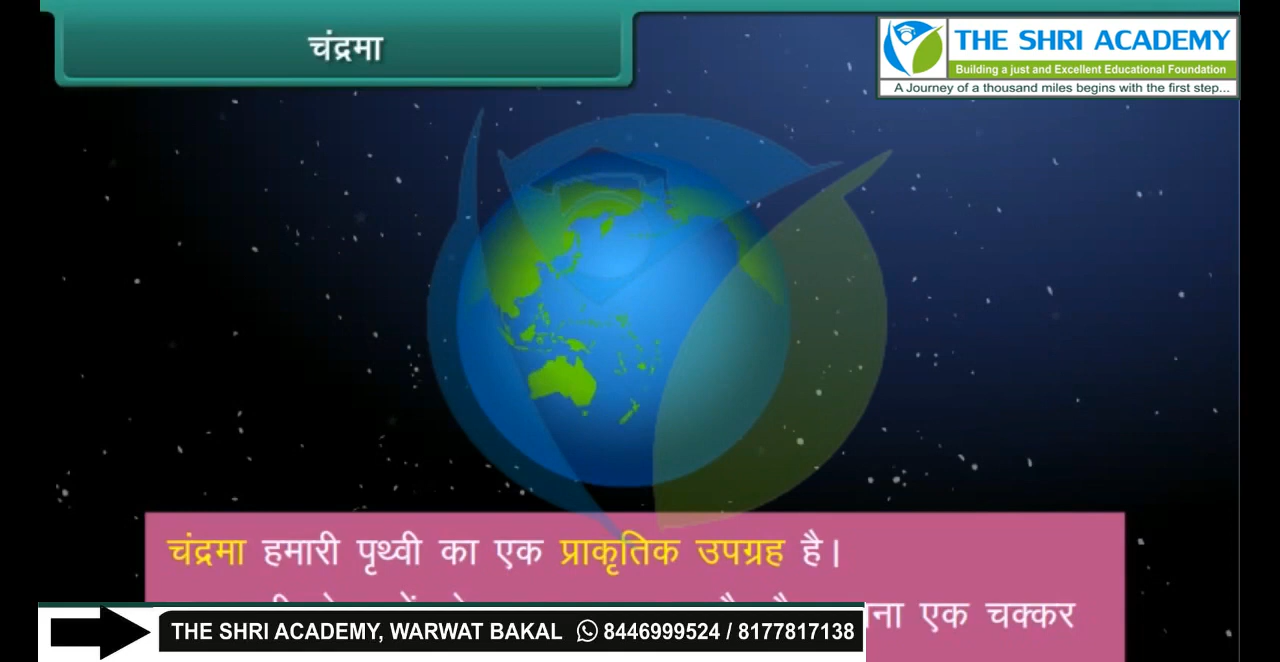 चंद्रमा
THE SHRI ACADEMY
Building a just and Excellent Educational Foundation
A Journey of a thousand miles begins with the first step...
चंद्रमा हमारी पृथ्वी का एक प्राकृतिक उपग्रह है।
एक चक्कर
THE SHRI ACADEMY, WARWAT BAKAL 8446999524 / 8177817138